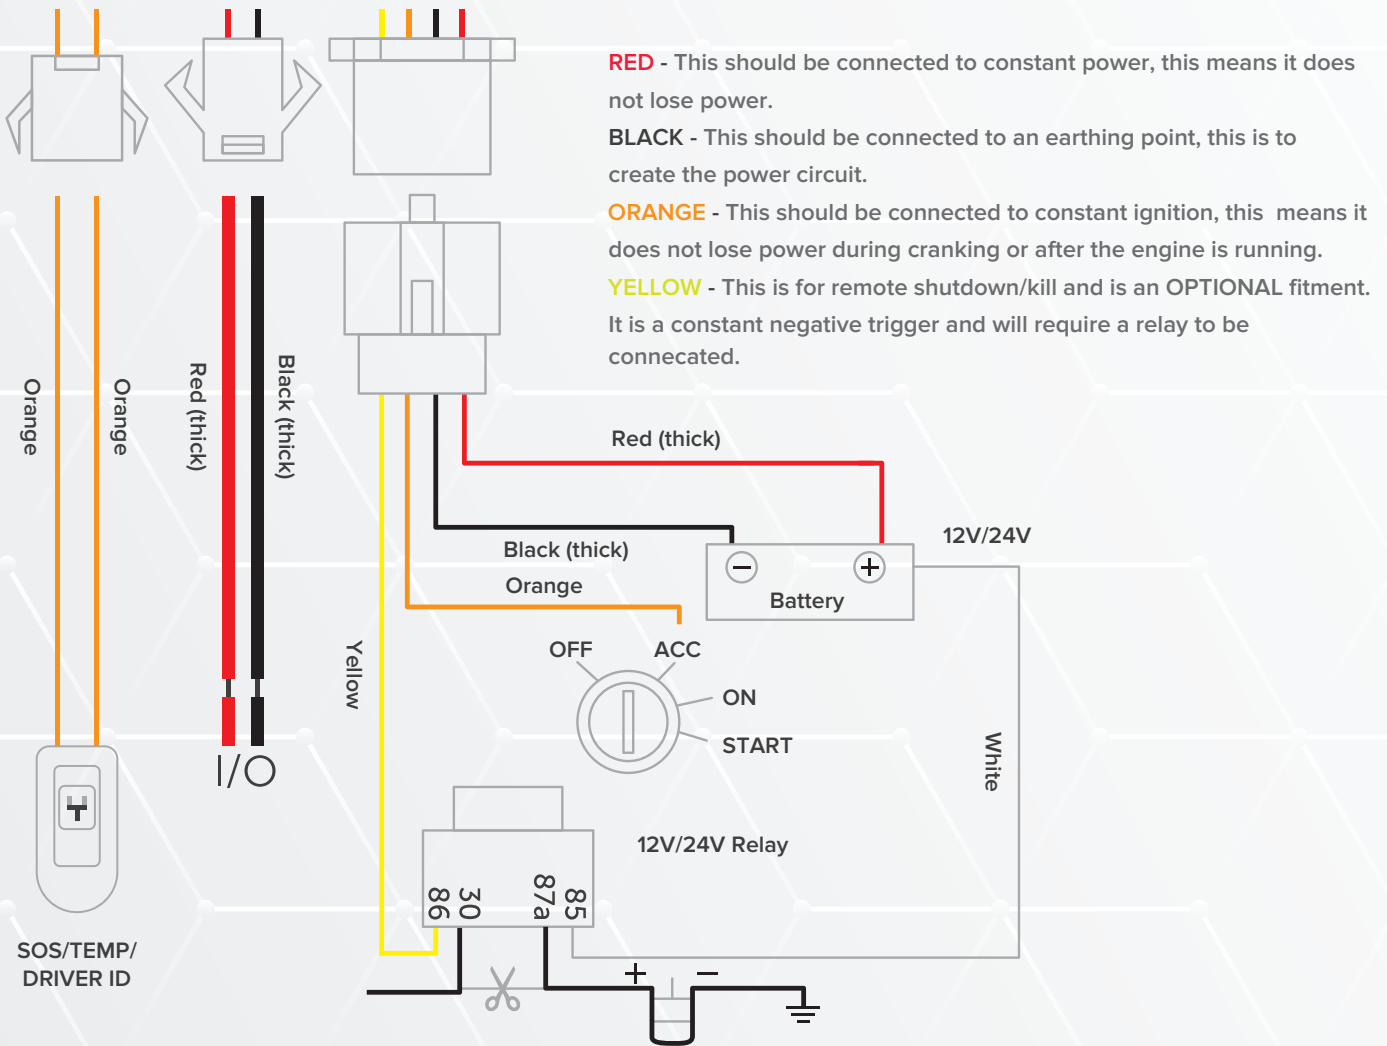 RED - This should be connected to constant power, this means it does
not lose power.
BLACK - This should be connected to an earthing point, this is to
create the power circuit.
ORANGE - This should be connected to constant ignition, this means it
does not lose power during cranking or after the engine is running.
YELLOW - This is for remote shutdown/kill and is an OPTIONAL fitment.
It is a constant negative trigger and will require a relay to be
connecated.
Orange
Orange
Red (thick)
Black (thick)
Red (thick)
Black (thick)
Orange
12V/24V
− +
Battery
Yellow
OFF
ACC
ON
START
White
I/O
12V/24V Relay
86
30
87a
85
SOS/TEMP/
DRIVER ID
+ −